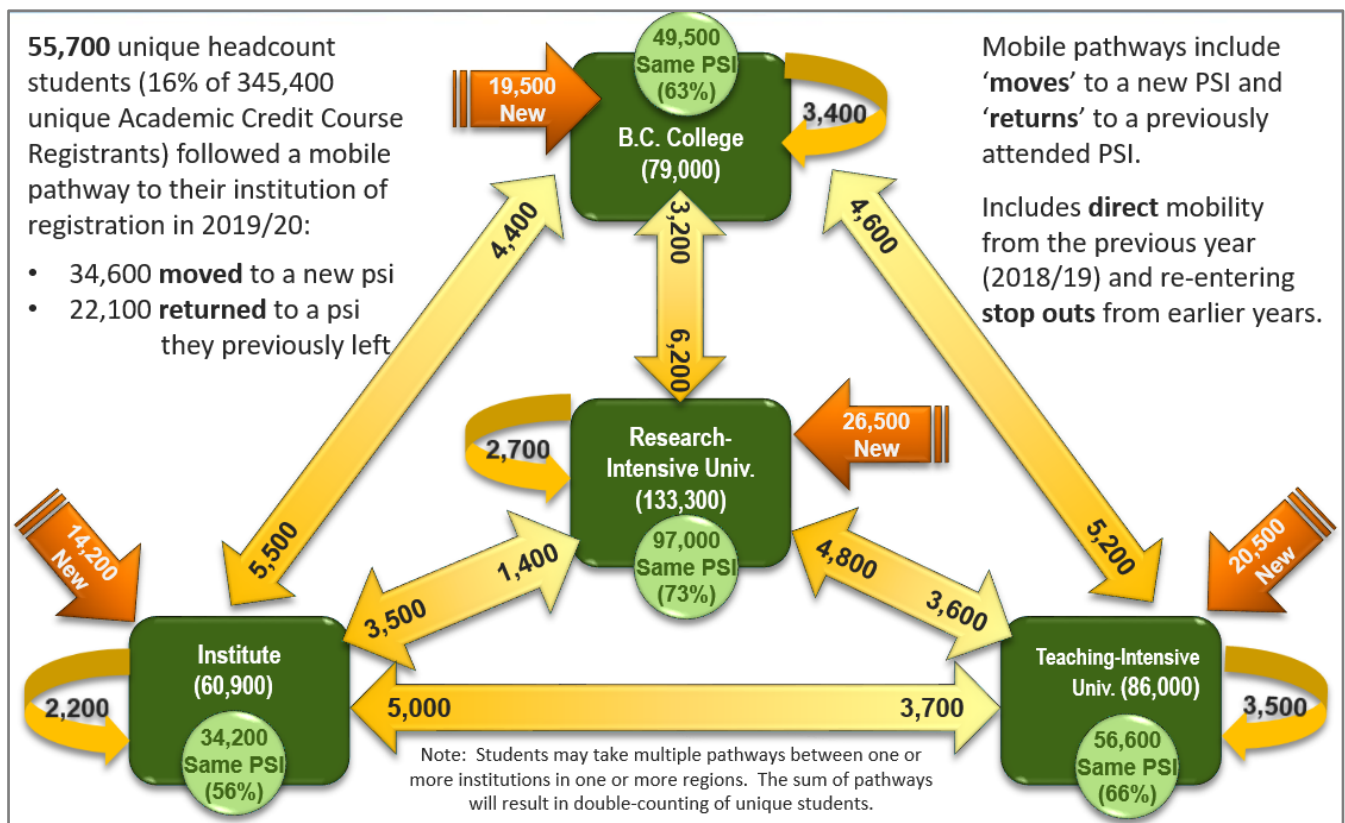 55,700 unique headcount
students (16% of 345,400
unique Academic Credit Course
Registrants) followed a mobile
pathway to their institution of
registration in 2019/20:
• 34,600 moved to a new psi
• 22,100 returned to a psi
they previously left
Mobile pathways include
‘moves’ to a new PSI and
‘returns’ to a previously
attended PSI.
Includes direct mobility
from the previous year
(2018/19) and re-entering
stop outs from earlier years.
49,500
Same PSI
(63%)
B.C. College
(79,000)
19,500
New
3,400
4,400
5,500
3,200
6,200
4,600
5,200
Research-
Intensive Univ.
(133,300)
97,000
Same PSI
(73%)
2,700
26,500
New
1,400
3,500
4,800
3,600
14,200
New
Institute
(60,900)
34,200
Same PSI
(56%)
2,200
5,000
3,700
20,500
New
Teaching-Intensive
Univ. (86,000)
56,600
Same PSI
(66%)
3,500
Note: Students may take multiple pathways between one or
more institutions in one or more regions. The sum of pathways
will result in double-counting of unique students.